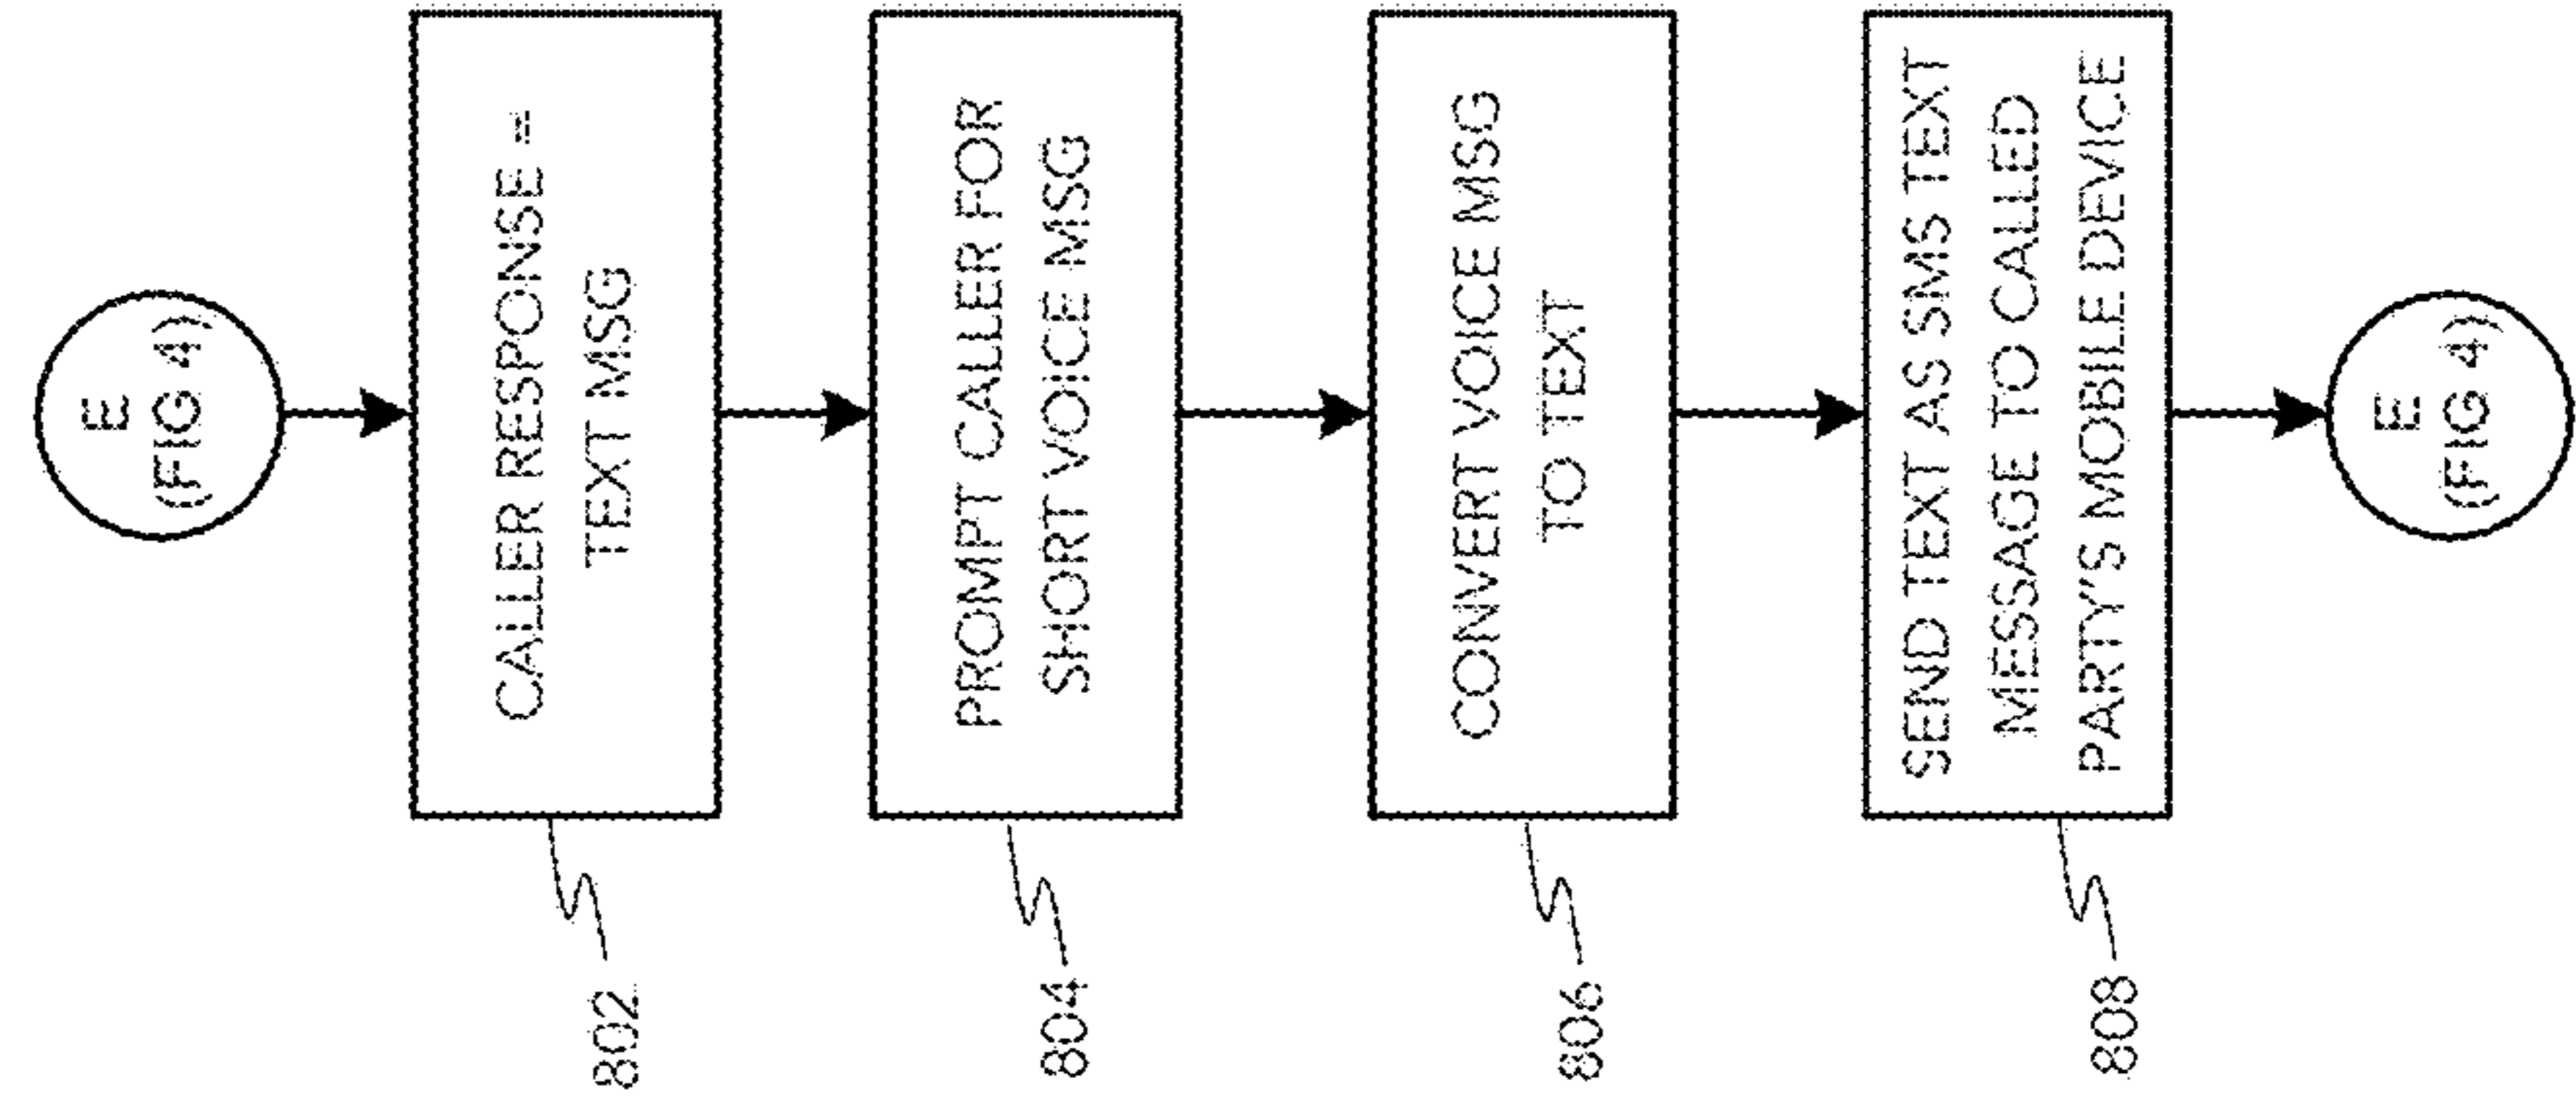 E
(FIG 4)
CALLER RESPONSE =
TEXT MSG
802
PROMPT CALLER FOR
SHORT VOICE MSG
804
CONVERT VOICE MSG
TO TEXT
806
SEND TEXT AS SMS TEXT
MESSAGE TO CALLED
PARTY'S MOBILE DEVICE
808
E
(FIG 4)